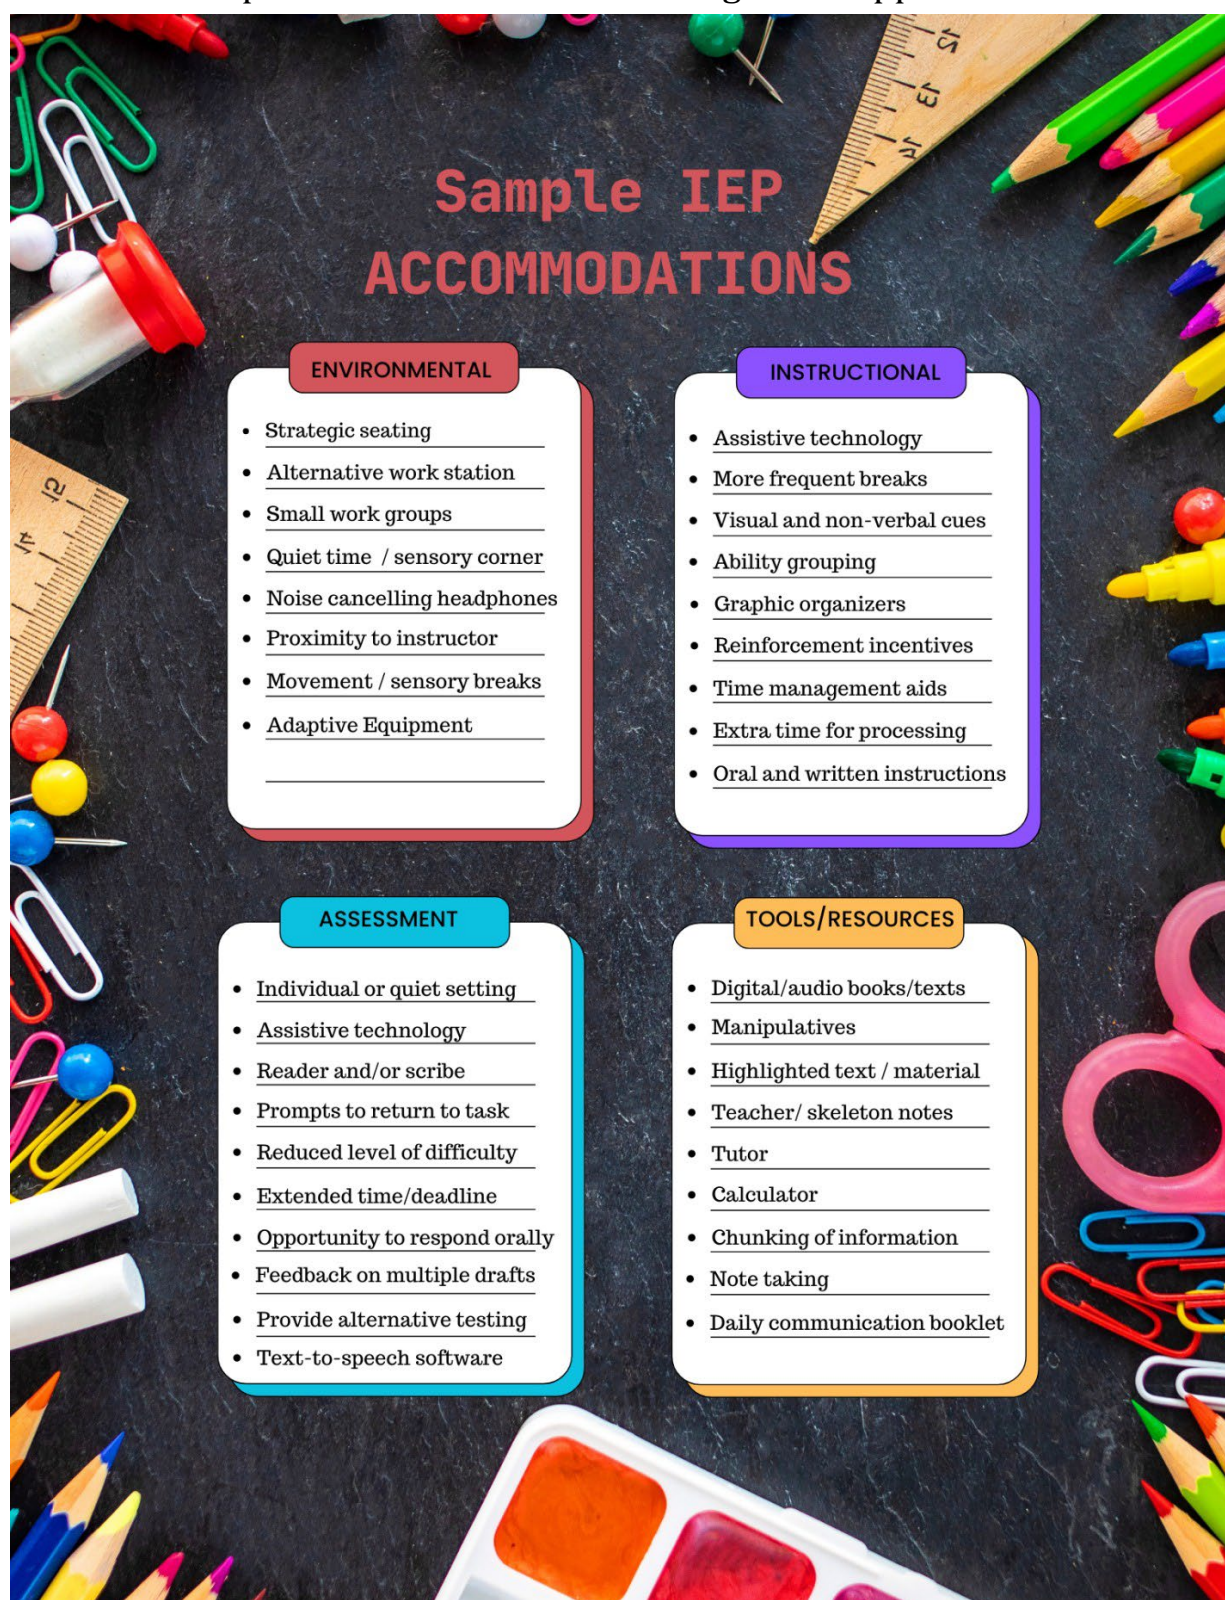 Sample IEP
ACCOMMODATIONS
ENVIRONMENTAL
• Strategic seating
• Alternative work station
• Small work groups
• Quiet time / sensory corner
• Noise cancelling headphones
• Proximity to instructor
• Movement / sensory breaks
• Adaptive Equipment
INSTRUCTIONAL
• Assistive technology
• More frequent breaks
• Visual and non-verbal cues
• Ability grouping
• Graphic organizers
• Reinforcement incentives
• Time management aids
• Extra time for processing
• Oral and written instructions
ASSESSMENT
• Individual or quiet setting
• Assistive technology
• Reader and/or scribe
• Prompts to return to task
• Reduced level of difficulty
• Extended time/deadline
• Opportunity to respond orally
• Feedback on multiple drafts
• Provide alternative testing
• Text-to-speech software
TOOLS/RESOURCES
• Digital/audio books/texts
• Manipulatives
• Highlighted text / material
• Teacher/ skeleton notes
• Tutor
• Calculator
• Chunking of information
• Note taking
• Daily communication booklet
12
13
14
15
14